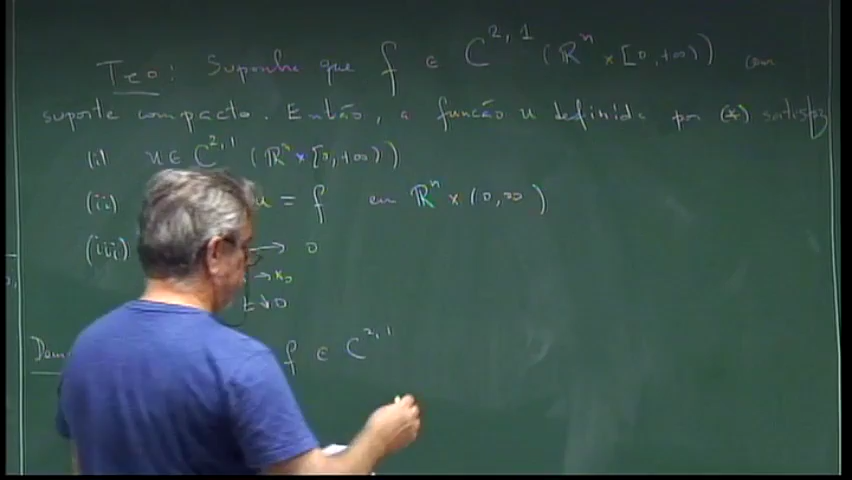 Teo: Suponha que f ∈ C^{2,1} (ℝ^n × [0,+∞)) com
suporte compacto. Então, a função u definida por (*) satisfaz
(i) u ∈ C^{2,1} (ℝ^n × [0,+∞))
(ii) u = f em ℝ^n × (0,∞)
(iii) → 0
→ x₀
t ↓ 0
Dem f ∈ C^{2,1}